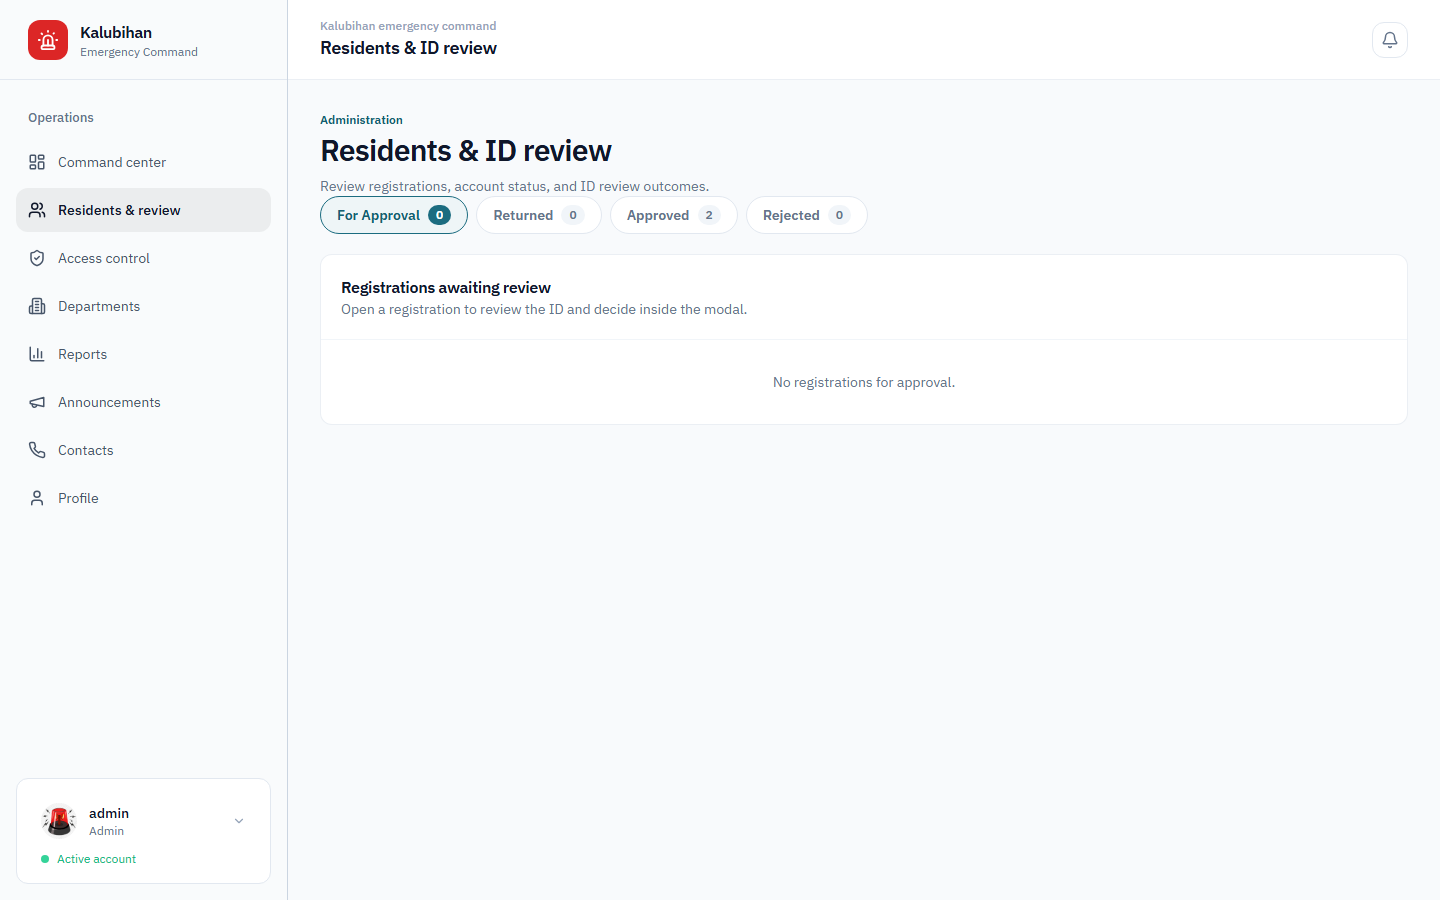 Kalubihan
Emergency Command
Operations
Command center
Residents & review
Access control
Departments
Reports
Announcements
Contacts
Profile
admin
Admin
Active account
Kalubihan emergency command
Residents & ID review
Administration
Residents & ID review
Review registrations, account status, and ID review outcomes.
For Approval 0 Returned 0 Approved 2 Rejected 0
Registrations awaiting review
Open a registration to review the ID and decide inside the modal.
No registrations for approval.